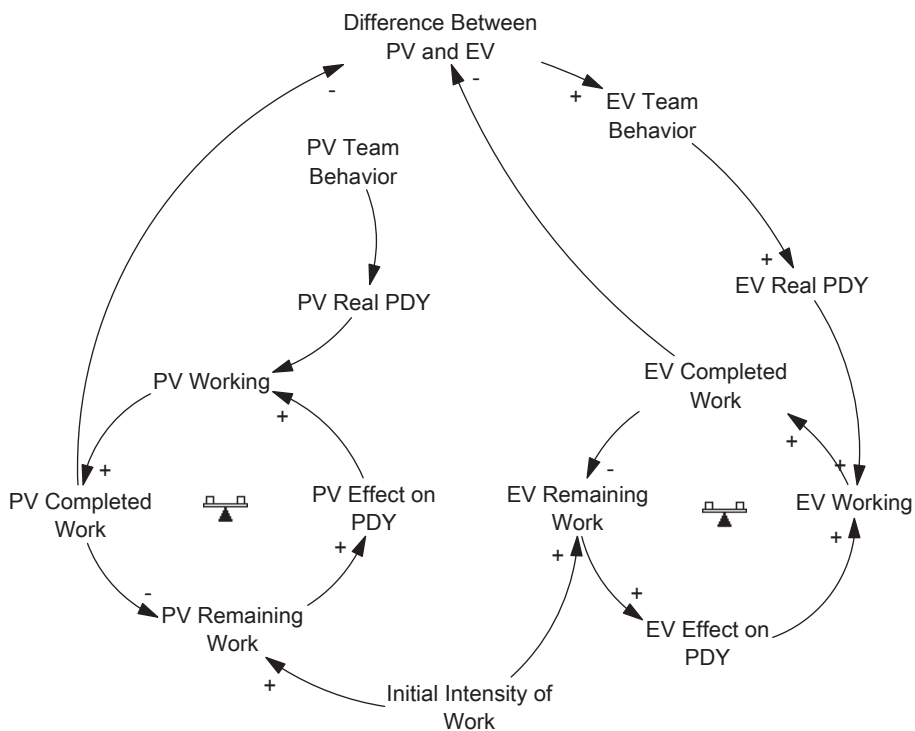 Difference Between
PV and EV
-
-
+
EV Team
Behavior
PV Team
Behavior
+
EV Real PDY
PV Real PDY
PV Working
EV Completed
Work
+
+
+
-
+
PV Completed
Work
PV Effect on
PDY
EV Remaining
Work
EV Working
+
+
+
-
+
PV Remaining
Work
EV Effect on
PDY
+
Initial Intensity of
Work